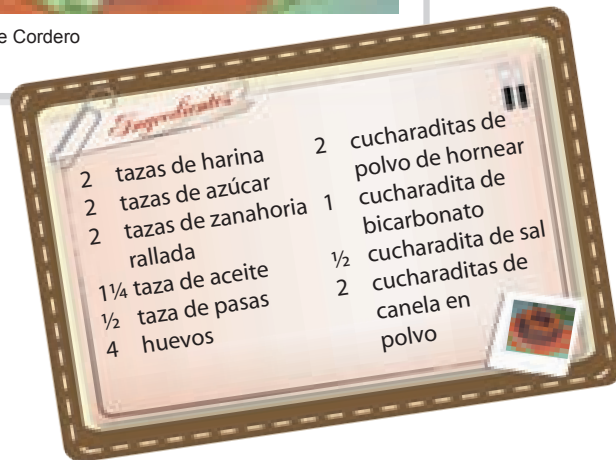 e Cordero
Ingredientes
2 tazas de harina
2 tazas de azúcar
2 tazas de zanahoria
rallada
1¼ taza de aceite
½ taza de pasas
4 huevos
2 cucharaditas de
polvo de hornear
1 cucharadita de
bicarbonato
½ cucharadita de sal
2 cucharaditas de
canela en
polvo